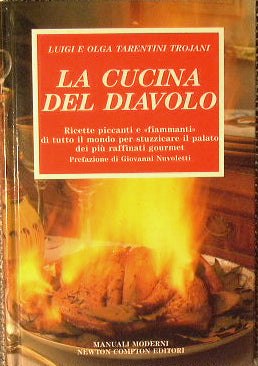 LUIGI E OLGA TARENTINI TROJANI
LA CUCINA
DEL DIAVOLO
Ricette piccanti e «fiammanti»
di tutto il mondo per stuzzicare il palato
dei più raffinati gourmet
Prefazione di Giovanni Nuvoletti
MANUALI MODERNI
NEWTON COMPTON EDITORI